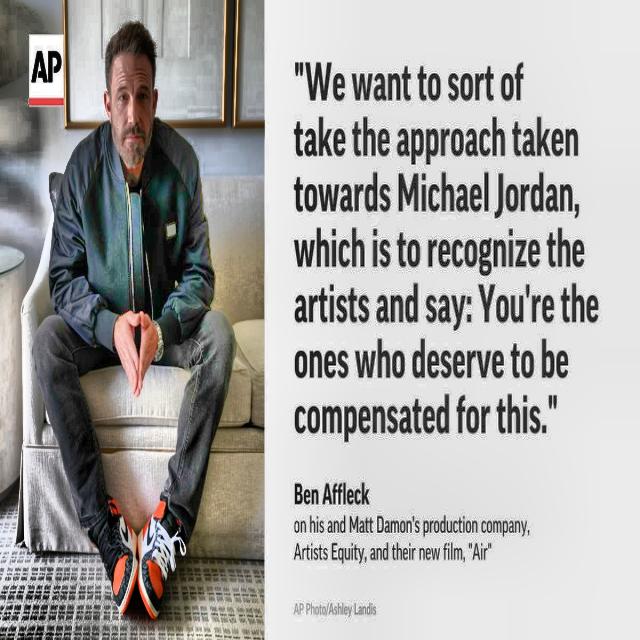 AP
"We want to sort of
take the approach taken
towards Michael Jordan,
which is to recognize the
artists and say: You're the
ones who deserve to be
compensated for this."
Ben Affleck
on his and Matt Damon's production company,
Artists Equity, and their new film, "Air"
AP Photo/Ashley Landis